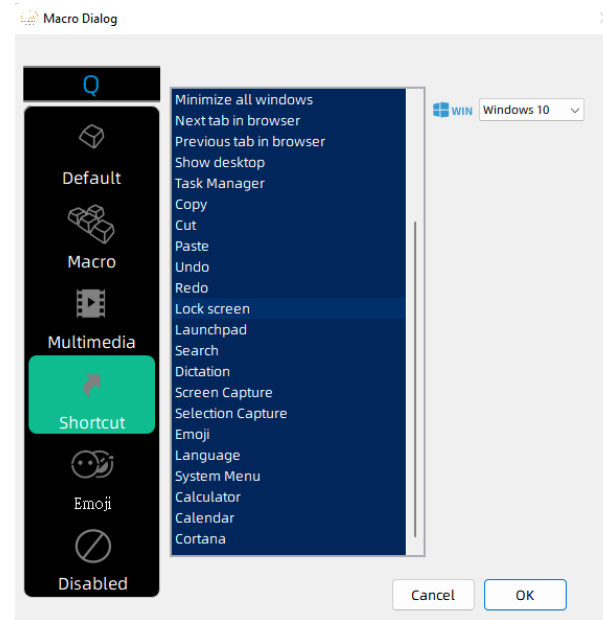 Macro Dialog
Q
Default
Macro
Multimedia
Shortcut
Emoji
Disabled
Minimize all windows
Next tab in browser
Previous tab in browser
Show desktop
Task Manager
Copy
Cut
Paste
Undo
Redo
Lock screen
Launchpad
Search
Dictation
Screen Capture
Selection Capture
Emoji
Language
System Menu
Calculator
Calendar
Cortana
WIN Windows 10
Cancel OK